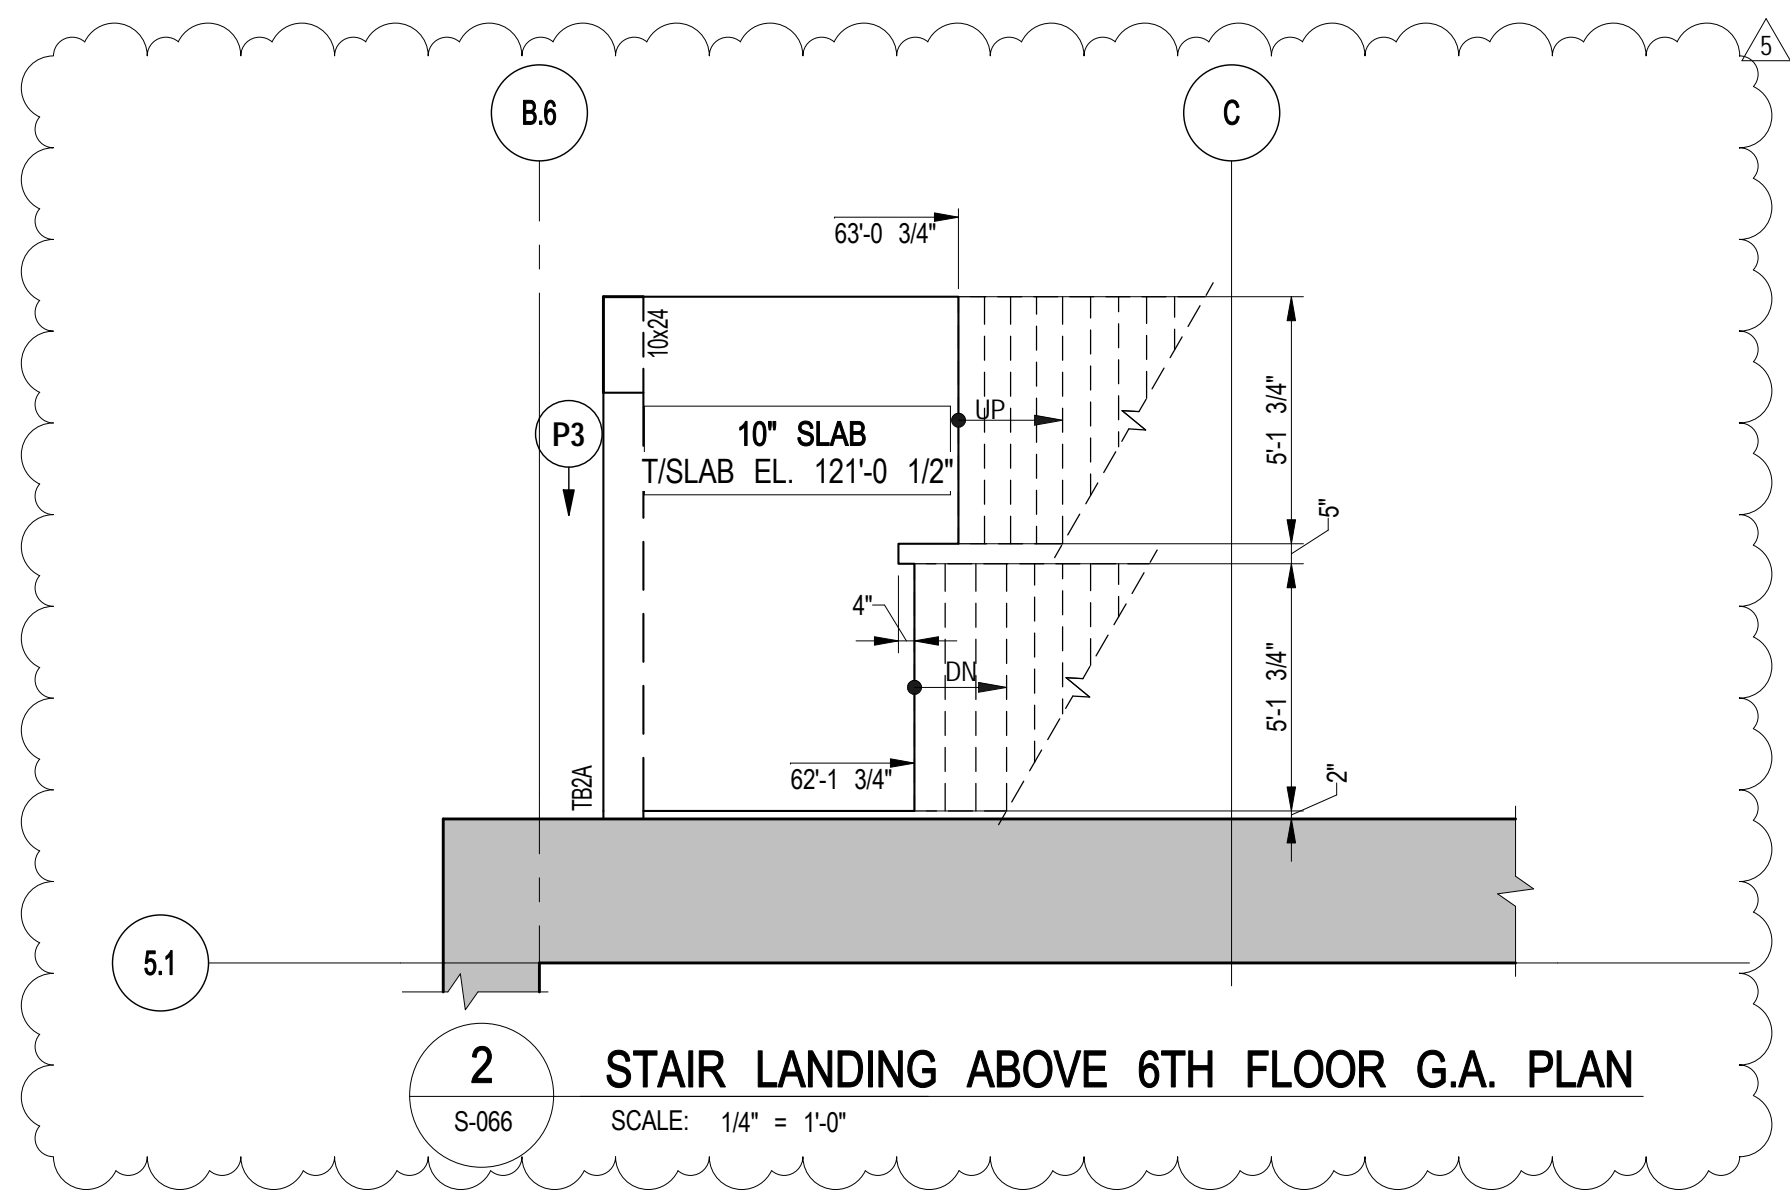 5
B.6
C
63'-0 3/4"
10x24
UP
P3
10" SLAB
T/SLAB EL. 121'-0 1/2"
5'-1 3/4"
5"
4"
DN
5'-1 3/4"
62'-1 3/4"
TB2A
2"
5.1
2
STAIR LANDING ABOVE 6TH FLOOR G.A. PLAN
S-066
SCALE: 1/4" = 1'-0"